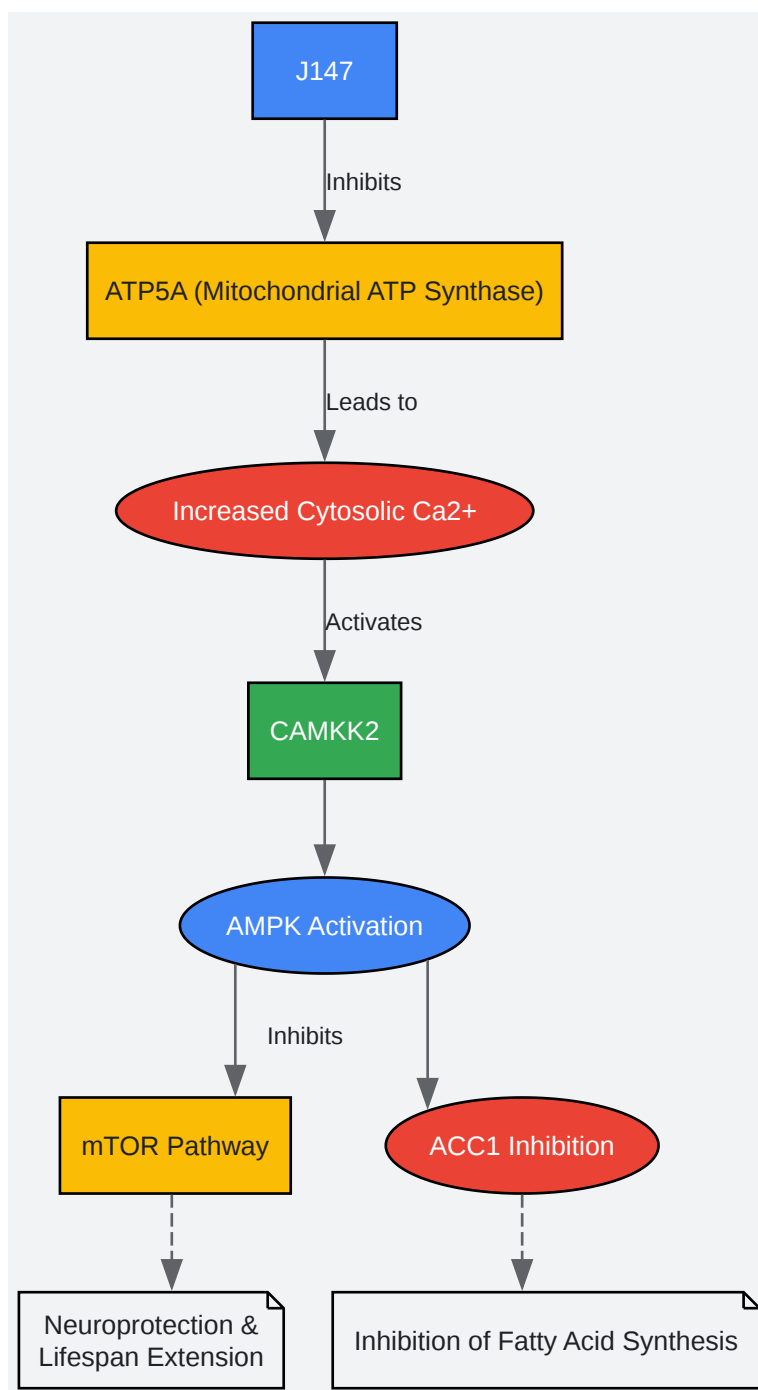 J147
Inhibits
ATP5A (Mitochondrial ATP Synthase)
Leads to
Increased Cytosolic Ca2+
Activates
CAMKK2
AMPK Activation
Inhibits
mTOR Pathway
ACC1 Inhibition
Neuroprotection &
Lifespan Extension
Inhibition of Fatty Acid Synthesis